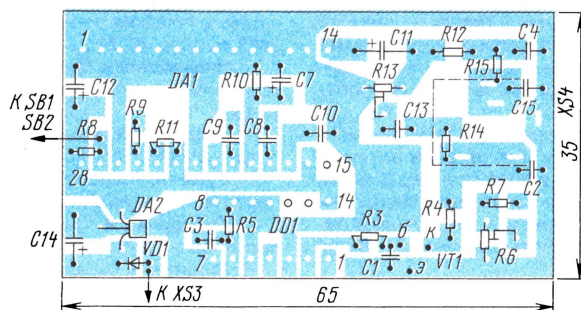 1 14 C11 R12 C4
R15
C12 DA1 R10 C7 R13 C15 XS4
К SB1
SB2 R9 R11 C9 C8 C10 C13 R14
R8
28 15 C2
35
DA2 8 14 R7
C14 C3 R5 DD1 R3 б R4 к
VD1 7 1 C1 э VT1 R6
К XS3 65